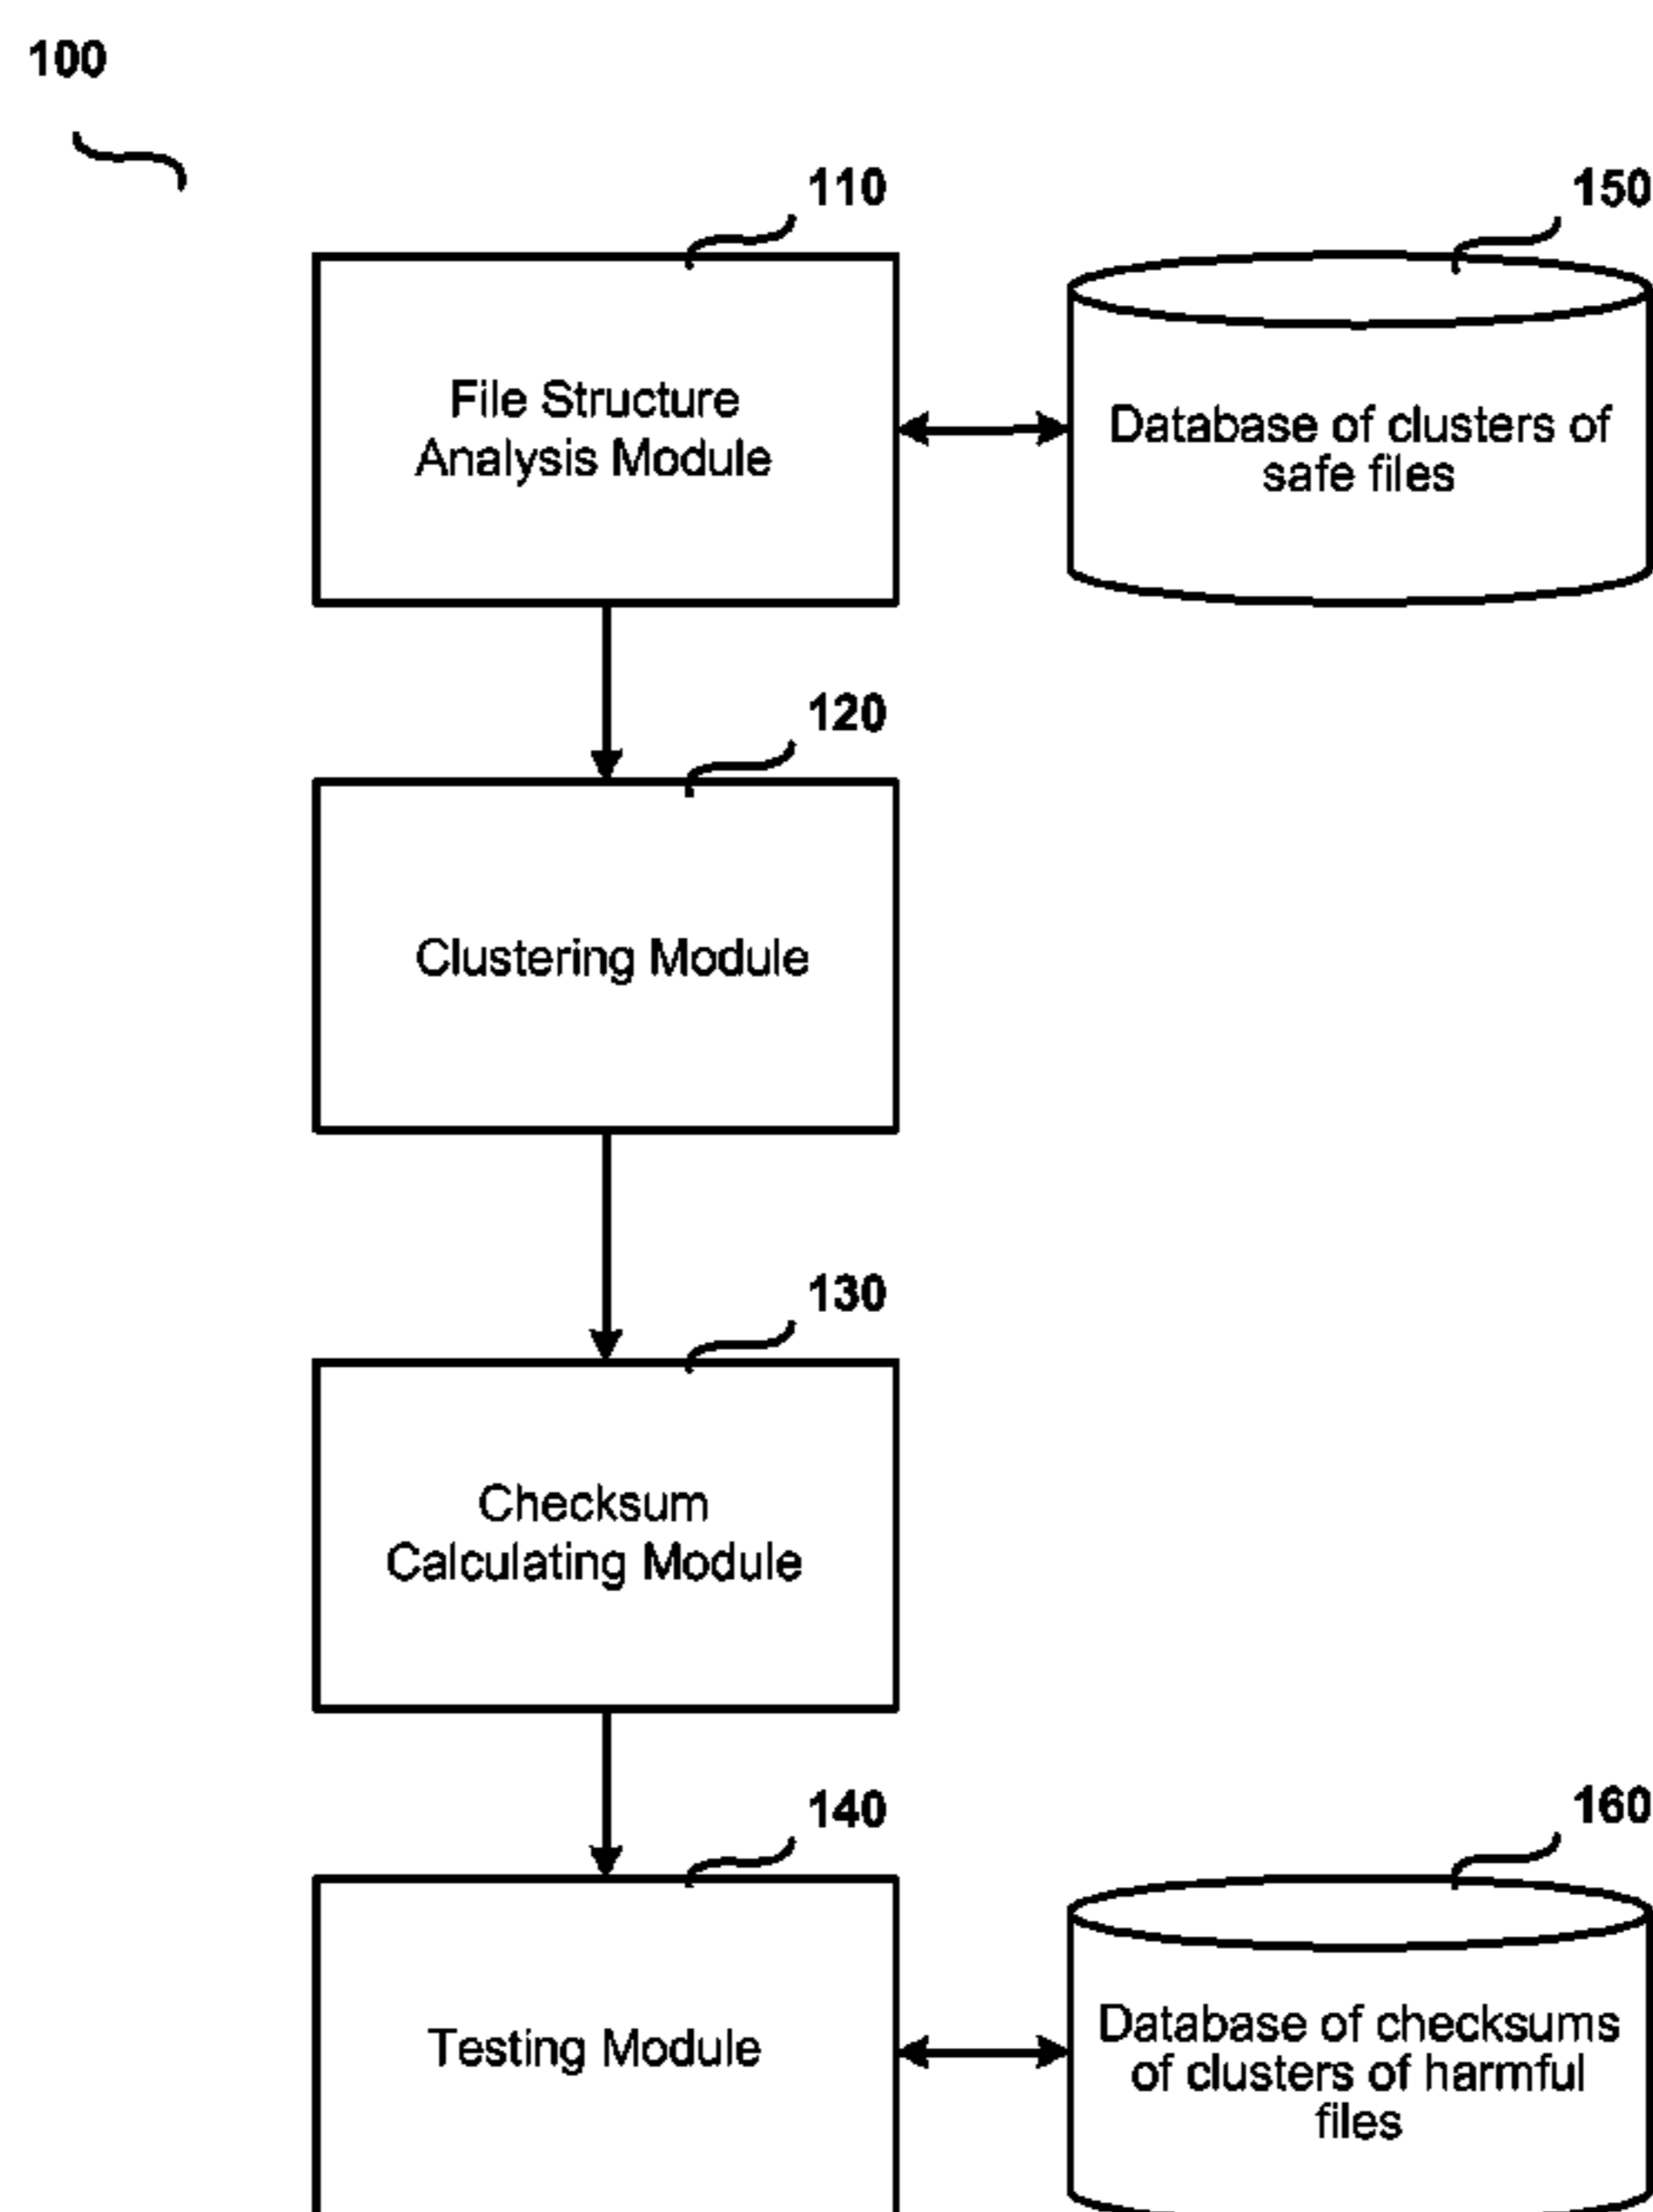 100
110
150
File Structure
Analysis Module
Database of clusters of
safe files
120
Clustering Module
130
Checksum
Calculating Module
140
160
Testing Module
Database of checksums
of clusters of harmful
files